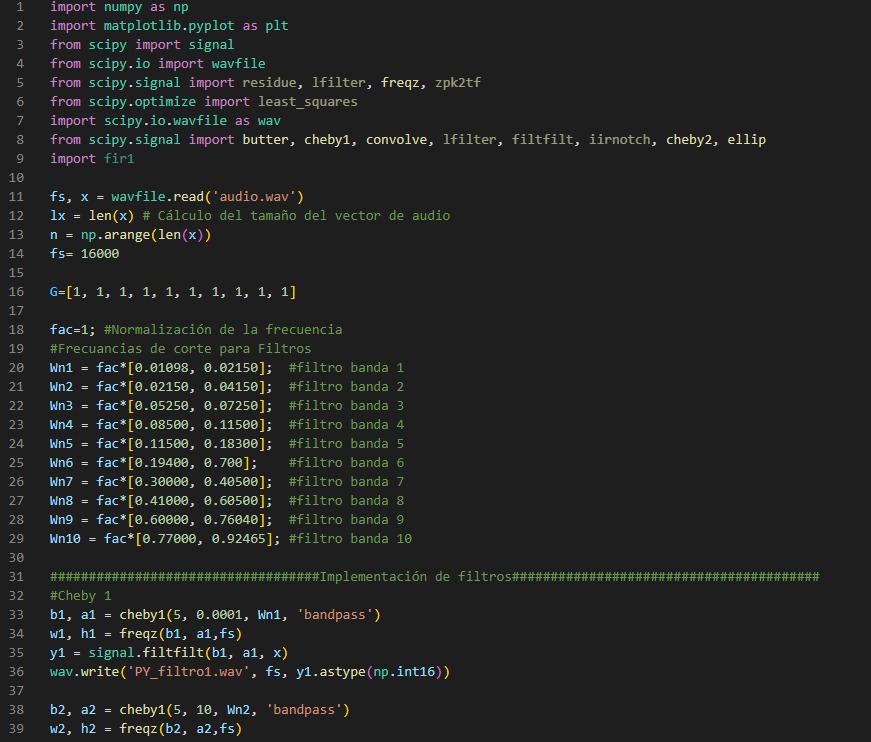 1 import numpy as np
2 import matplotlib.pyplot as plt
3 from scipy import signal
4 from scipy.io import wavfile
5 from scipy.signal import residue, lfilter, freqz, zpk2tf
6 from scipy.optimize import least_squares
7 import scipy.io.wavfile as wav
8 from scipy.signal import butter, cheby1, convolve, lfilter, filtfilt, iirnotch, cheby2, ellip
9 import fir1
10
11 fs, x = wavfile.read('audio.wav')
12 lx = len(x) # Cálculo del tamaño del vector de audio
13 n = np.arange(len(x))
14 fs= 16000
15
16 G=[1, 1, 1, 1, 1, 1, 1, 1, 1, 1]
17
18 fac=1; #Normalización de la frecuencia
19 #Frecuancias de corte para Filtros
20 Wn1 = fac*[0.01098, 0.02150];  #filtro banda 1
21 Wn2 = fac*[0.02150, 0.04150];  #filtro banda 2
22 Wn3 = fac*[0.05250, 0.07250];  #filtro banda 3
23 Wn4 = fac*[0.08500, 0.11500];  #filtro banda 4
24 Wn5 = fac*[0.11500, 0.18300];  #filtro banda 5
25 Wn6 = fac*[0.19400, 0.700];    #filtro banda 6
26 Wn7 = fac*[0.30000, 0.40500];  #filtro banda 7
27 Wn8 = fac*[0.41000, 0.60500];  #filtro banda 8
28 Wn9 = fac*[0.60000, 0.76040];  #filtro banda 9
29 Wn10 = fac*[0.77000, 0.92465]; #filtro banda 10
30
31 ###################################Implementación de filtros########################################
32 #Cheby 1
33 b1, a1 = cheby1(5, 0.0001, Wn1, 'bandpass')
34 w1, h1 = freqz(b1, a1,fs)
35 y1 = signal.filtfilt(b1, a1, x)
36 wav.write('PY_filtro1.wav', fs, y1.astype(np.int16))
37
38 b2, a2 = cheby1(5, 10, Wn2, 'bandpass')
39 w2, h2 = freqz(b2, a2,fs)